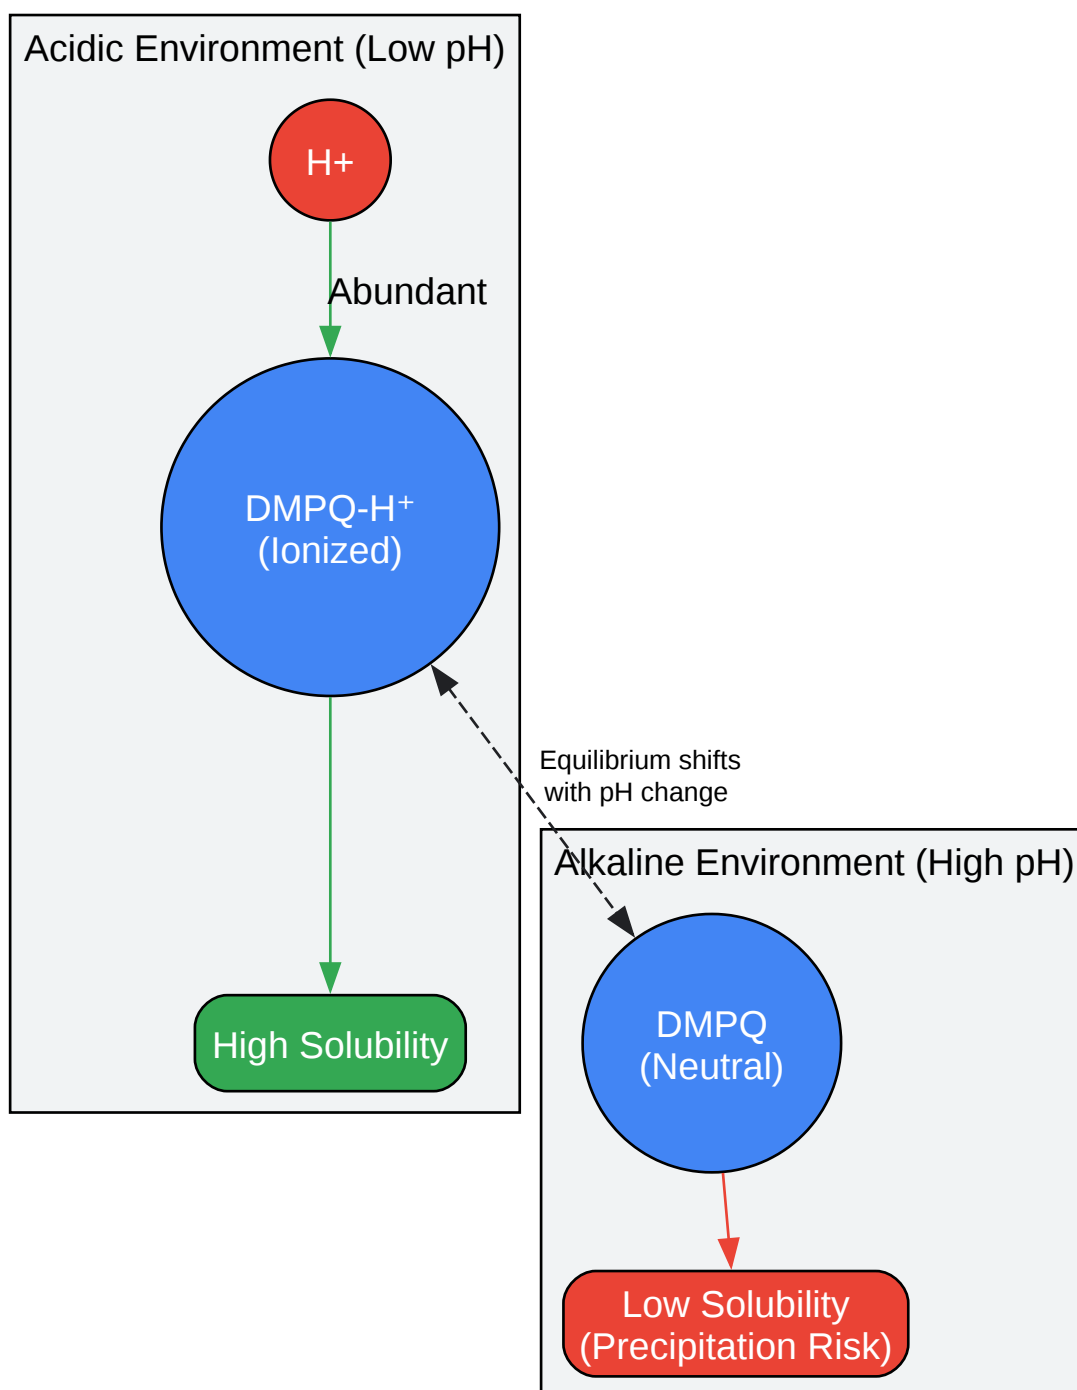 Acidic Environment (Low pH)
H+
Abundant
DMPQ-H⁺
(Ionized)
High Solubility
Equilibrium shifts
with pH change
Alkaline Environment (High pH)
DMPQ
(Neutral)
Low Solubility
(Precipitation Risk)